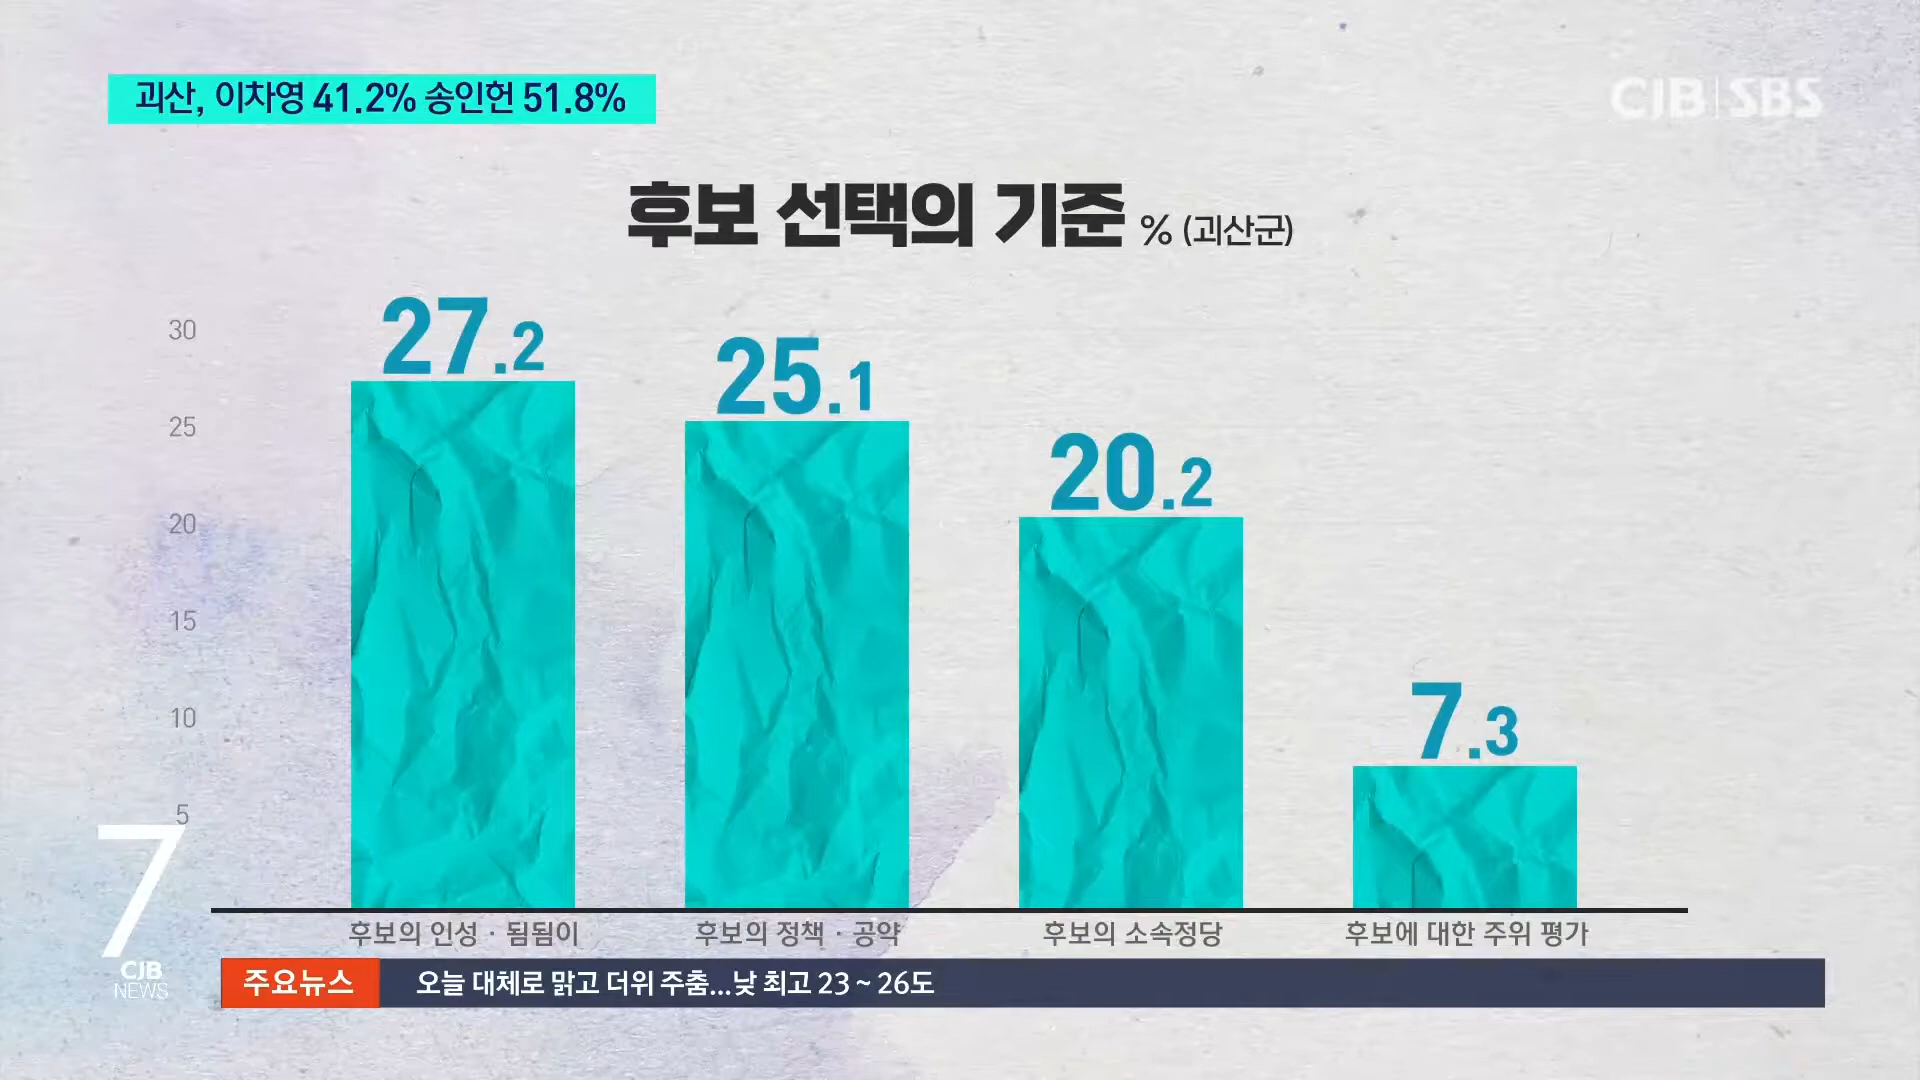 괴산, 이차영 41.2% 송인헌 51.8%
CJB SBS
후보 선택의 기준 % (괴산군)
30
25
20
15
10
5
27.2
25.1
20.2
7.3
후보의 인성 · 됨됨이
후보의 정책 · 공약
후보의 소속정당
후보에 대한 주위 평가
7
CJB
NEWS
주요뉴스
오늘 대체로 맑고 더위 주춤...낮 최고 23 ~ 26도